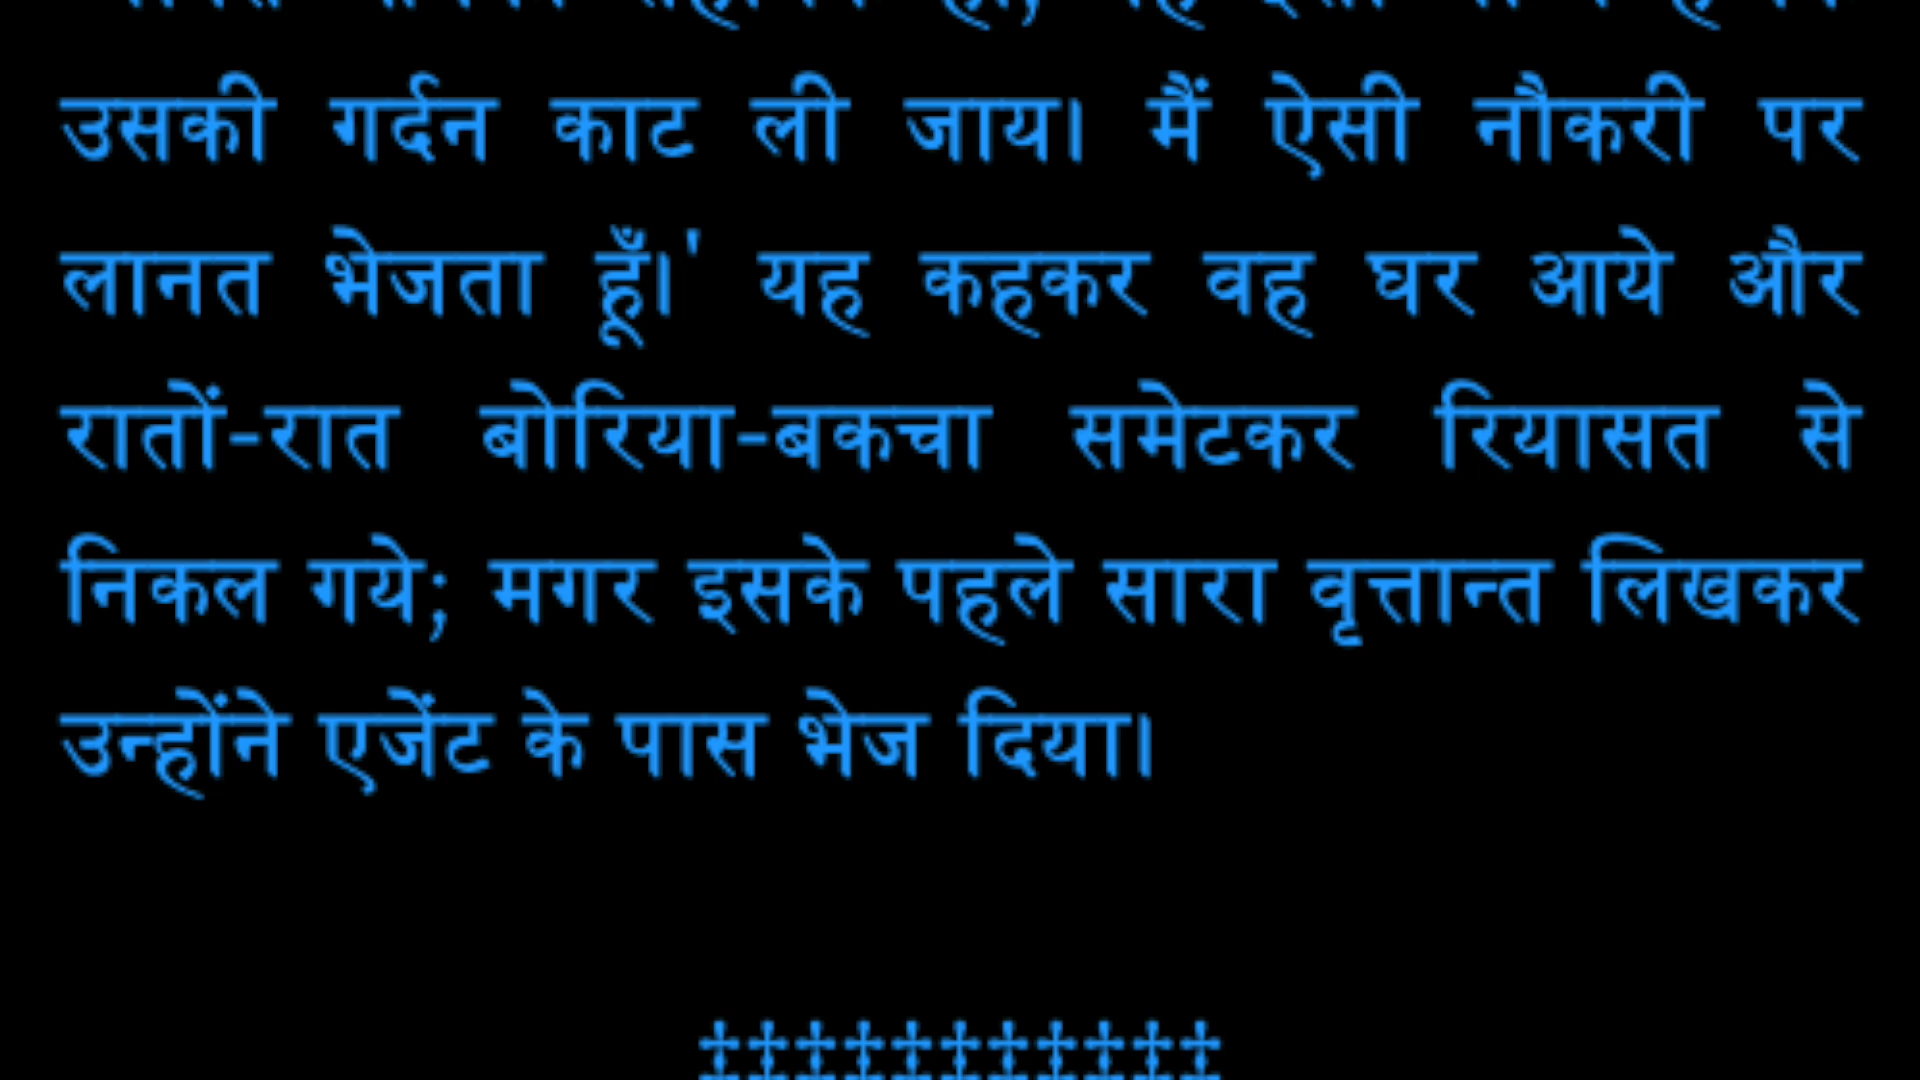 उसकी गर्दन काट ली जाय। मैं ऐसी नौकरी पर
लानत भेजता हूँ।' यह कहकर वह घर आये और
रातों-रात बोरिया-बकचा समेटकर रियासत से
निकल गये; मगर इसके पहले सारा वृत्तान्त लिखकर
उन्होंने एजेंट के पास भेज दिया।
‡‡‡‡‡‡‡‡‡‡‡